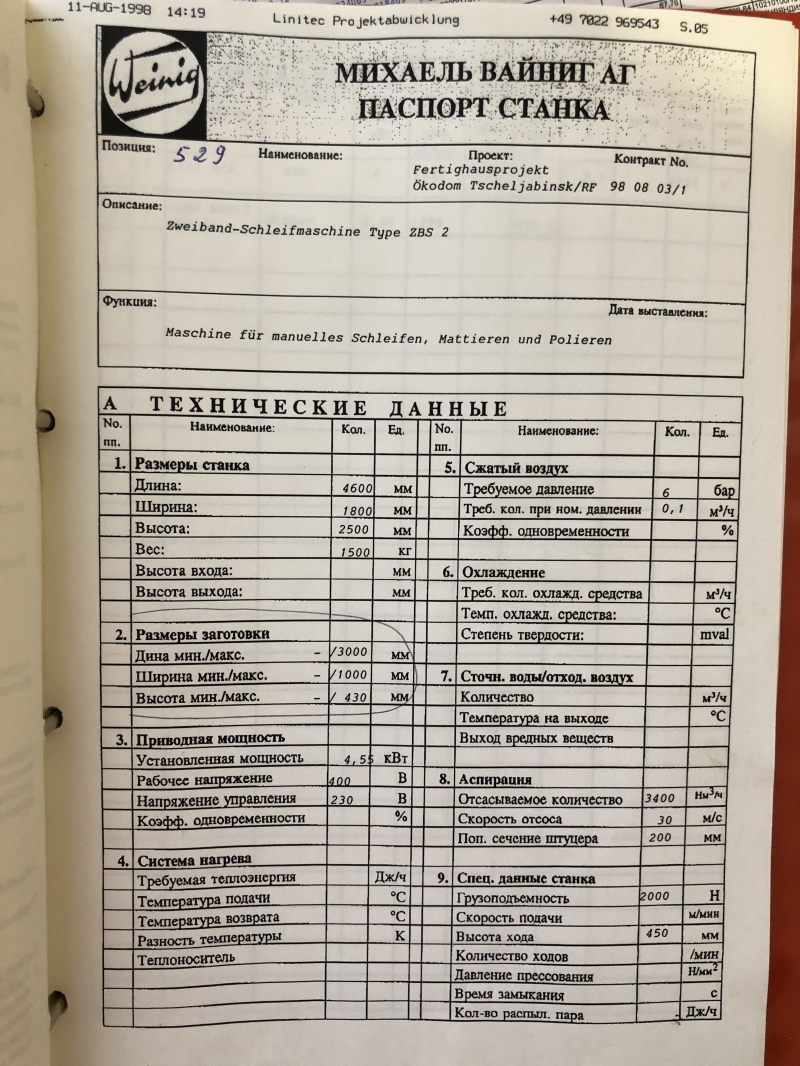 11-AUG-1998 14:19 Linitec Projektabwicklung +49 7022 969543 S.05
Weinig
МИХАЕЛЬ ВАЙНИГ АГ
ПАСПОРТ СТАНКА
Позиция: 529 Наименование: Проект: Контракт No.
Fertighausprojekt
Ökodom Tscheljabinsk/RF 98 08 03/1
Описание:
Zweiband-Schleifmaschine Type ZBS 2
Функция: Дата выставления:
Maschine für manuelles Schleifen, Mattieren und Polieren
А ТЕХНИЧЕСКИЕ ДАННЫЕ
No. пп. Наименование: Кол. Ед. No. пп. Наименование: Кол. Ед.
1. Размеры станка 5. Сжатый воздух
Длина: 4600 мм Требуемое давление 6 бар
Ширина: 1800 мм Треб. кол. при ном. давлении 0,1 м³/ч
Высота: 2500 мм Коэфф. одновременности %
Вес: 1500 кг
Высота входа: мм 6. Охлаждение
Высота выхода: мм Треб. кол. охлажд. средства м³/ч
Темп. охлажд. средства: °C
2. Размеры заготовки Степень твердости: mval
Дина мин./макс. - /3000 мм
Ширина мин./макс. - /1000 мм 7. Сточн. воды/отход. воздух
Высота мин./макс. - / 430 мм Количество м³/ч
Температура на выходе °C
3. Приводная мощность Выход вредных веществ
Установленная мощность 4,55 кВт
Рабочее напряжение 400 В 8. Аспирация
Напряжение управления 230 В Отсасываемое количество 3400 Нм³/ч
Коэфф. одновременности % Скорость отсоса 30 м/с
Поп. сечение штуцера 200 мм
4. Система нагрева
Требуемая теплоэнергия Дж/ч 9. Спец. данные станка
Температура подачи °C Грузоподъемность 2000 Н
Температура возврата °C Скорость подачи м/мин
Разность температуры К Высота хода 450 мм
Теплоноситель Количество ходов /мин
Давление прессования Н/мм²
Время замыкания с
Кол-во распыл. пара - Дж/ч